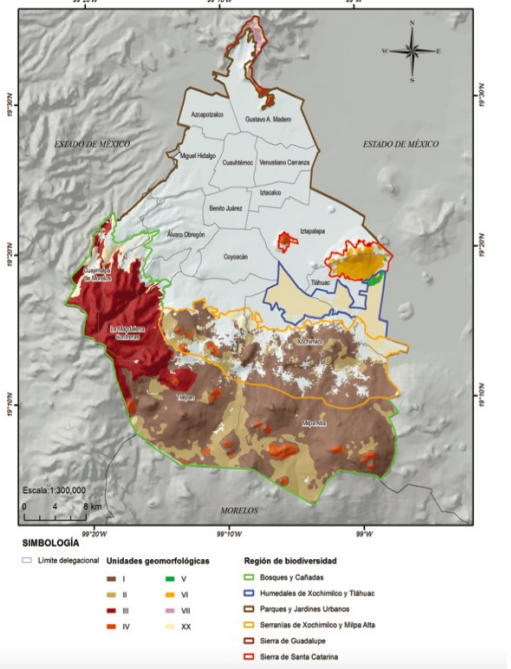 99°20'W 99°10'W 99°W
N
W E
S
19°30'N 19°30'N
Azcapotzalco
Gustavo A. Madero
ESTADO DE MÉXICO ESTADO DE MÉXICO
Miguel Hidalgo
Cuauhtémoc Venustiano Carranza
Iztacalco
Benito Juárez
Álvaro Obregón Iztapalapa
19°20'N 19°20'N
Coyoacán
Cuajimalpa
de Morelos
Tláhuac
La Magdalena
Contreras
Xochimilco
19°10'N 19°10'N
Tlalpan
Milpa Alta
Escala:1:300,000
0 4 8 km
MORELOS
99°20'W 99°10'W 99°W
SIMBOLOGÍA
Límite delegacional Unidades geomorfológicas Región de biodiversidad
I V Bosques y Cañadas
II VI Humedales de Xochimilco y Tláhuac
III VII Parques y Jardines Urbanos
IV XX Serranías de Xochimilco y Milpa Alta
Sierra de Guadalupe
Sierra de Santa Catarina